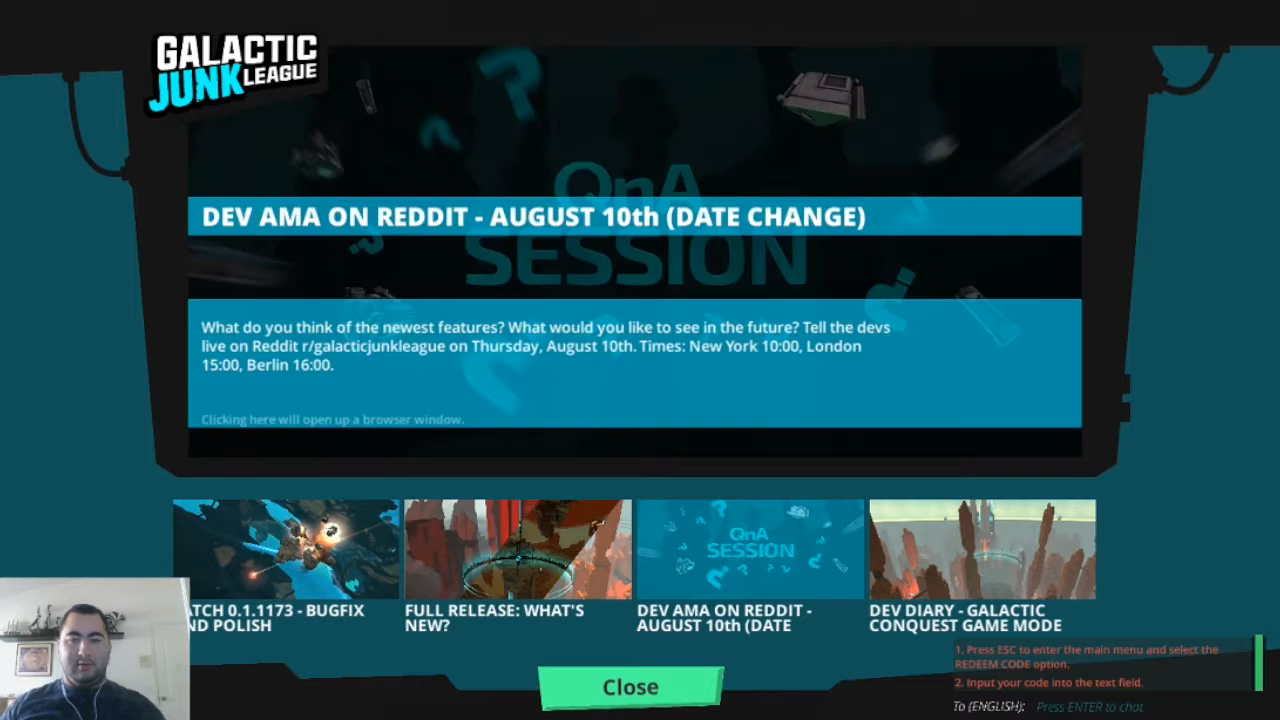 GALACTIC
JUNK LEAGUE
QnA
SESSION
DEV AMA ON REDDIT - AUGUST 10th (DATE CHANGE)
What do you think of the newest features? What would you like to see in the future? Tell the devs
live on Reddit r/galacticjunkleague on Thursday, August 10th. Times: New York 10:00, London
15:00, Berlin 16:00.
Clicking here will open up a browser window.
QnA
SESSION
ATCH 0.1.1173 - BUGFIX
ND POLISH
FULL RELEASE: WHAT'S
NEW?
DEV AMA ON REDDIT -
AUGUST 10th (DATE
DEV DIARY - GALACTIC
CONQUEST GAME MODE
1. Press ESC to enter the main menu and select the
REDEEM CODE option.
2. Input your code into the text field.
To (ENGLISH): Press ENTER to chat
Close